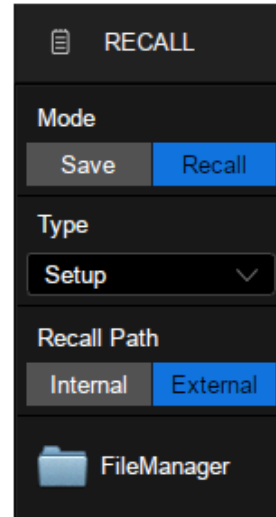 RECALL
Mode
Save Recall
Type
Setup
Recall Path
Internal External
FileManager